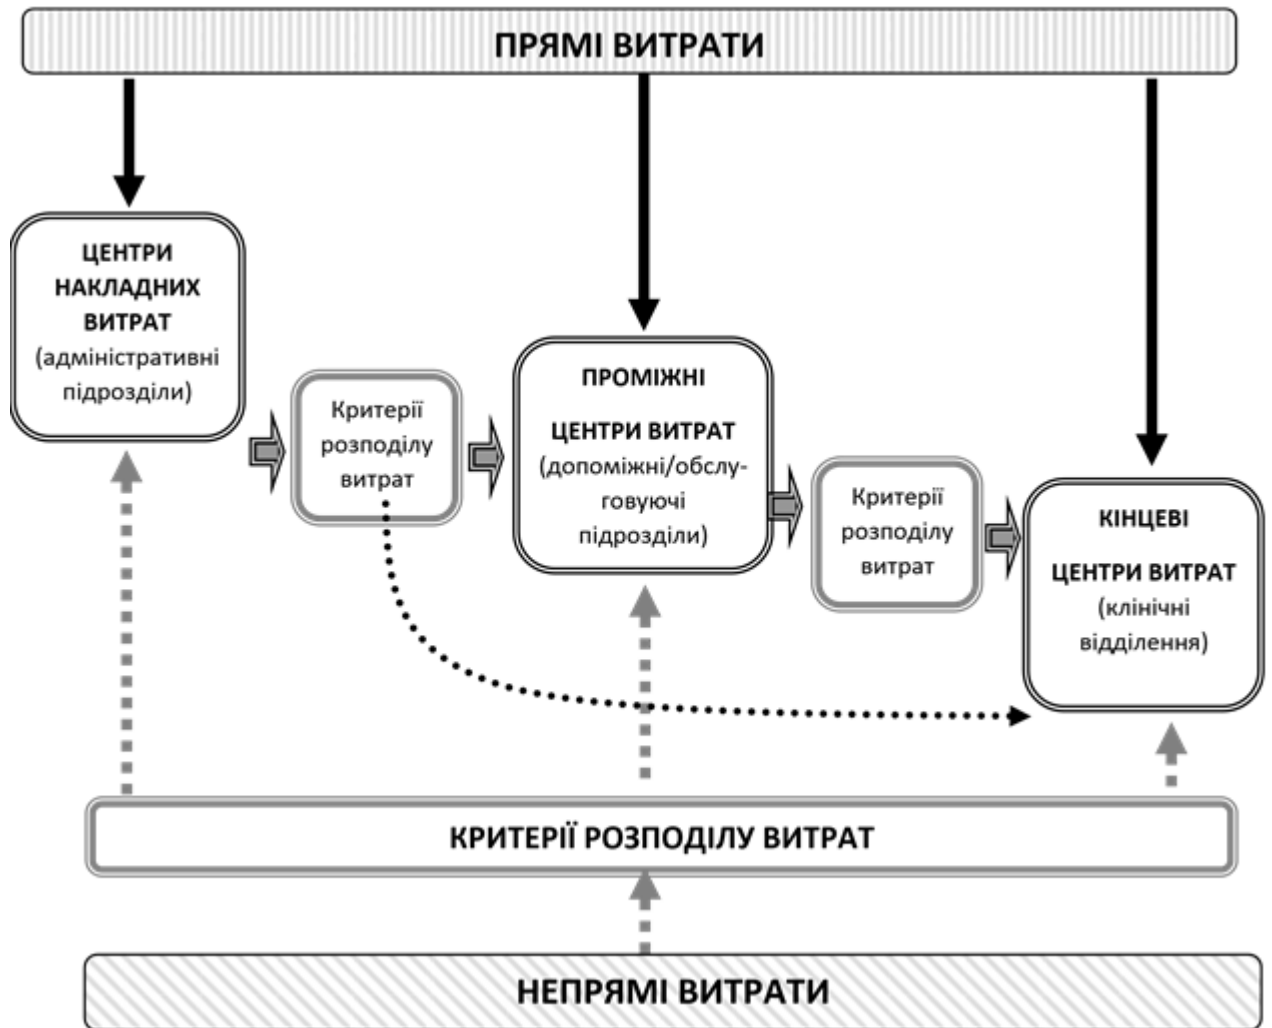 ПРЯМІ ВИТРАТИ
ЦЕНТРИ
НАКЛАДНИХ
ВИТРАТ
(адміністративні
підрозділи)
Критерії
розподілу
витрат
ПРОМІЖНІ
ЦЕНТРИ ВИТРАТ
(допоміжні/обслу-
говуючі
підрозділи)
Критерії
розподілу
витрат
КІНЦЕВІ
ЦЕНТРИ ВИТРАТ
(клінічні
відділення)
КРИТЕРІЇ РОЗПОДІЛУ ВИТРАТ
НЕПРЯМІ ВИТРАТИ